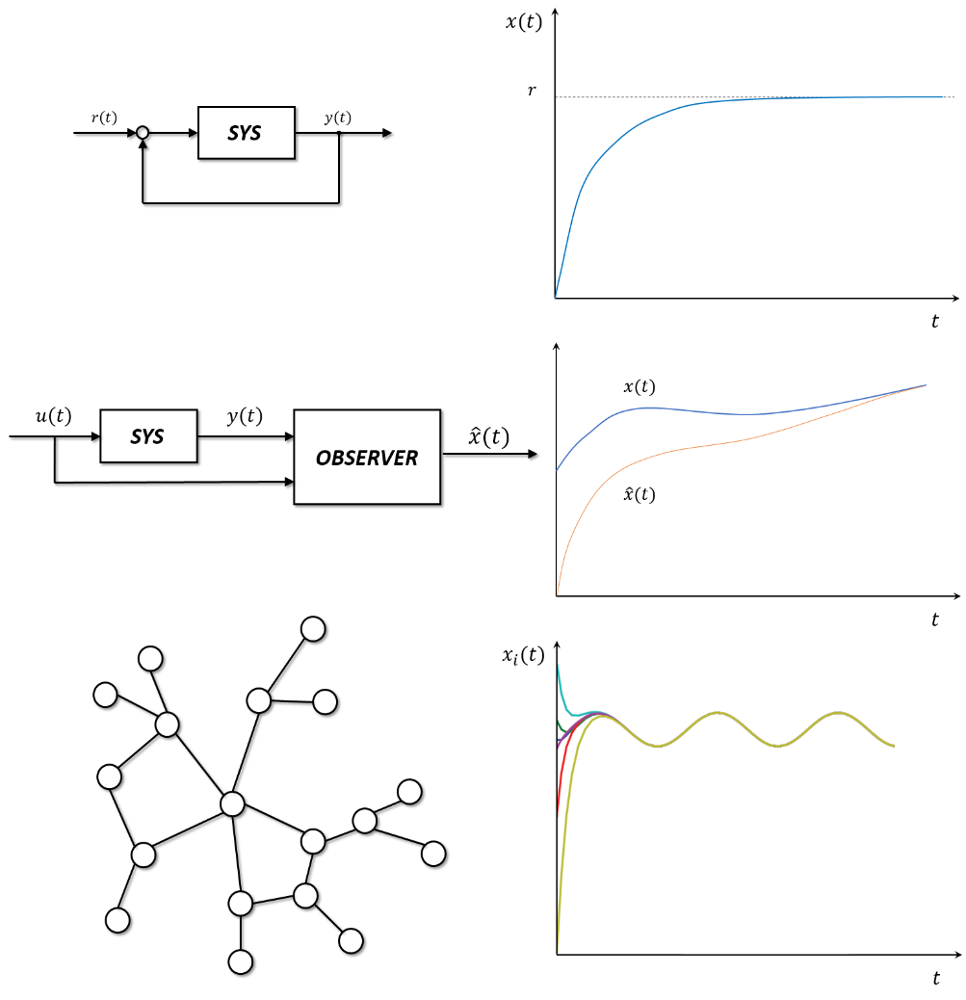 x(t)
r
r(t)
SYS
y(t)
t
u(t)
SYS
y(t)
OBSERVER
x̂(t)
x(t)
x̂(t)
t
xᵢ(t)
t